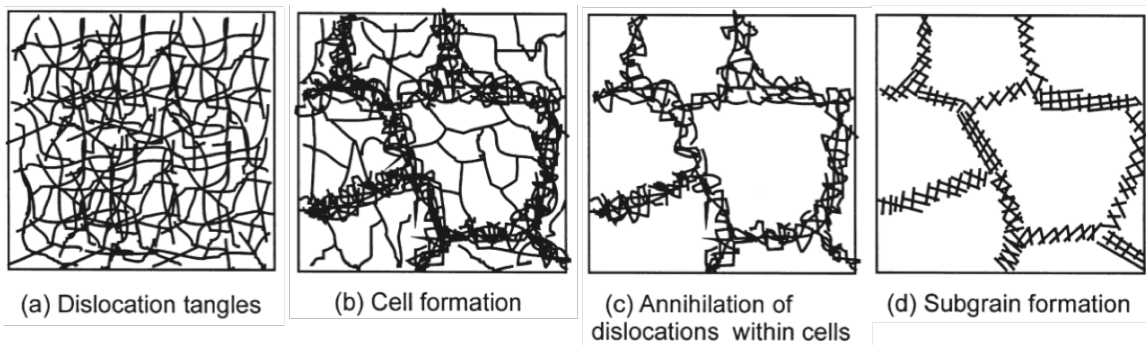 (a) Dislocation tangles
(b) Cell formation
(c) Annihilation of
dislocations within cells
(d) Subgrain formation